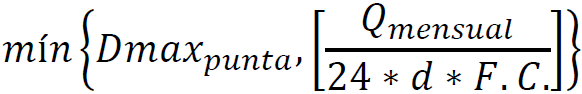 mín{Dmax_punta, [Q_mensual / (24 * d * F.C.)]}